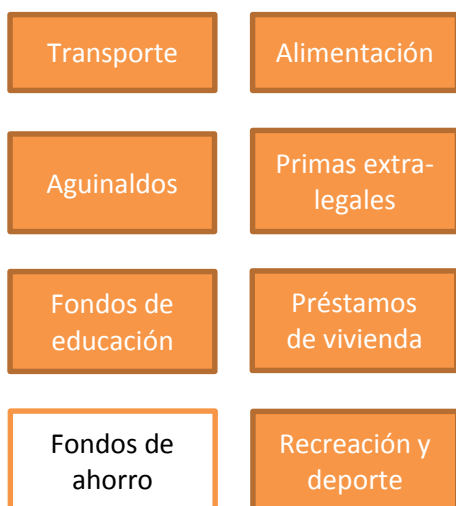 Transporte
Alimentación
Aguinaldos
Primas extra-
legales
Fondos de
educación
Préstamos
de vivienda
Fondos de
ahorro
Recreación y
deporte